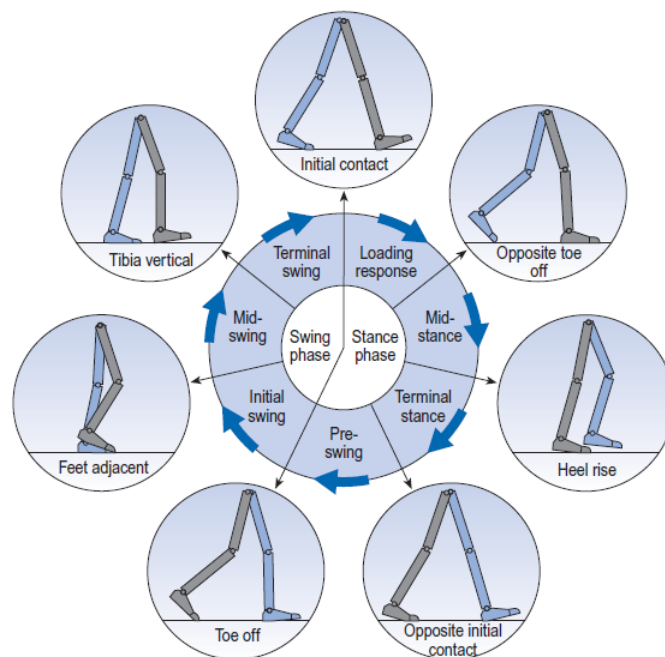 Initial contact
Tibia vertical
Opposite toe
off
Terminal
swing
Loading
response
Mid-
swing
Swing
phase
Stance
phase
Mid-
stance
Initial
swing
Terminal
stance
Pre-
swing
Feet adjacent
Heel rise
Toe off
Opposite initial
contact